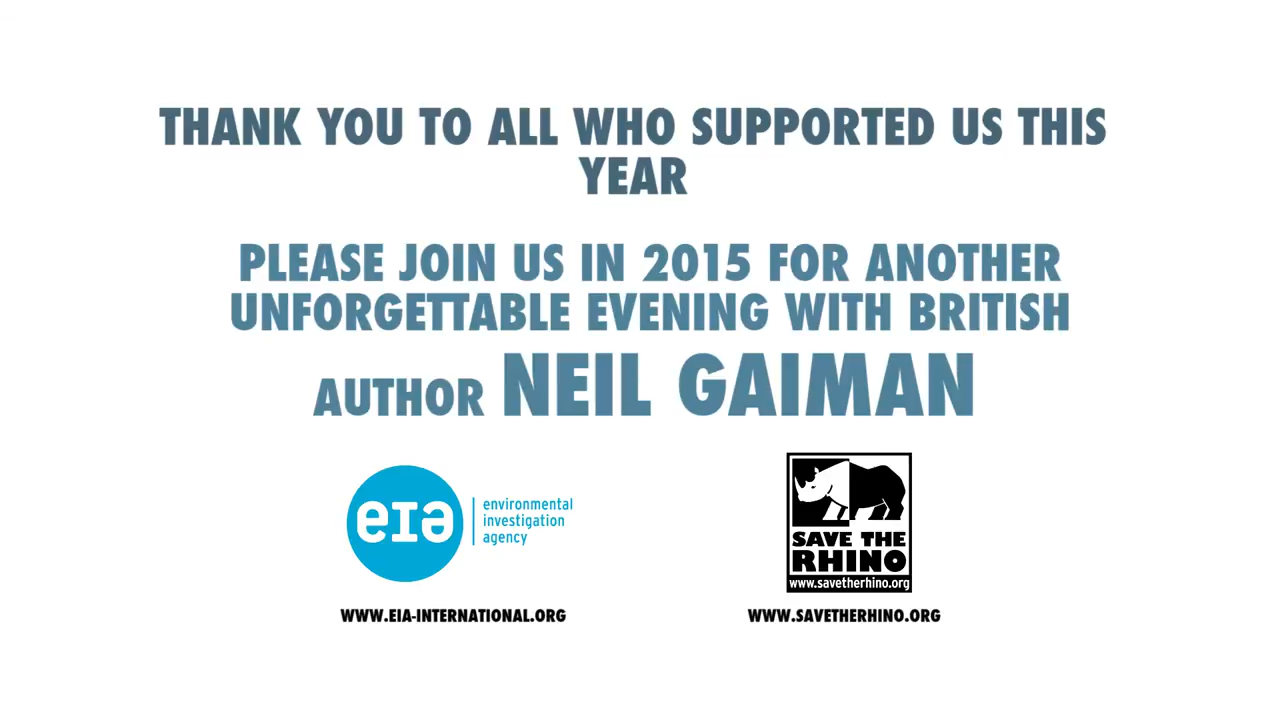 THANK YOU TO ALL WHO SUPPORTED US THIS
YEAR
PLEASE JOIN US IN 2015 FOR ANOTHER
UNFORGETTABLE EVENING WITH BRITISH
AUTHOR NEIL GAIMAN
eia
environmental
investigation
agency
SAVE THE
RHINO
www.savetherhino.org
WWW.EIA-INTERNATIONAL.ORG
WWW.SAVETHERHINO.ORG